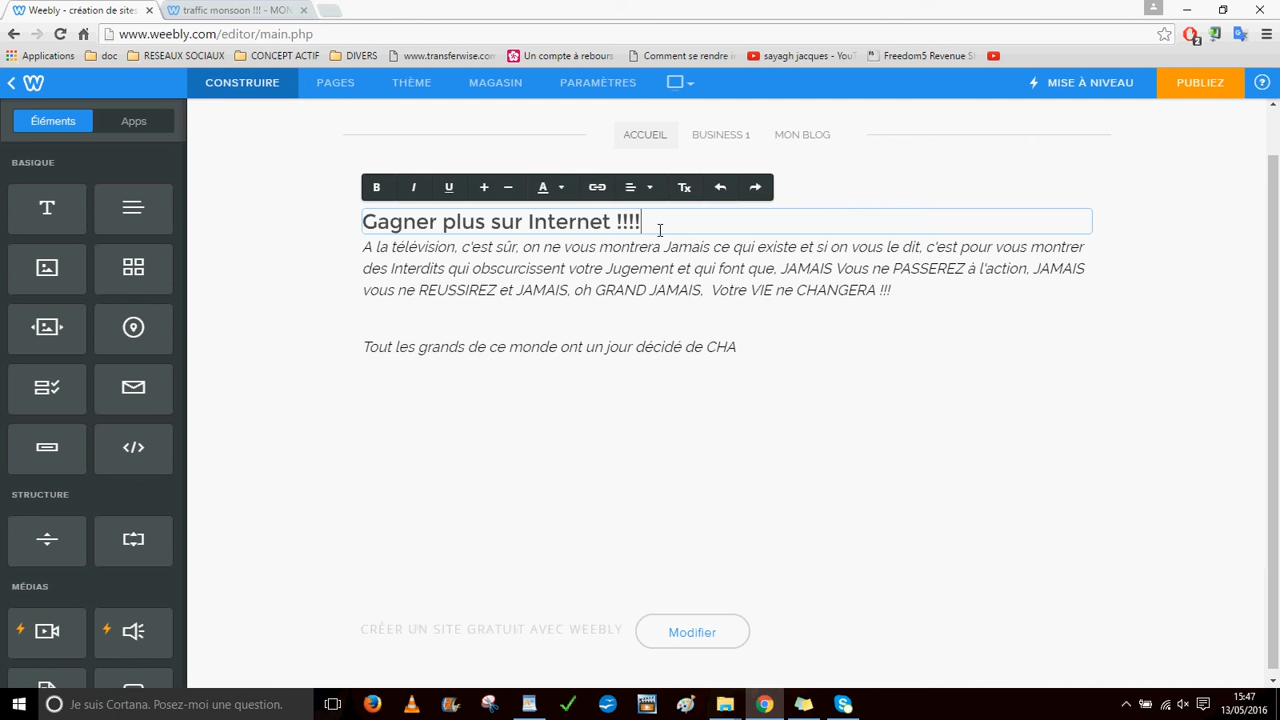 Weebly - création de sites
traffic monsoon !!! - MON
www.weebly.com/editor/main.php
Applications doc RESEAUX SOCIAUX CONCEPT ACTIF DIVERS www.transferwise.com Un compte à rebours Comment se rendre sayagh jacques - YouT Freedom5 Revenue
2
CONSTRUIRE PAGES THÈME MAGASIN PARAMÈTRES MISE À NIVEAU PUBLIEZ ?
Éléments Apps
ACCUEIL BUSINESS 1 MON BLOG
BASIQUE
B I U + − A Tx
T
Gagner plus sur Internet !!!!
A la télévision, c'est sûr, on ne vous montrera Jamais ce qui existe et si on vous le dit, c'est pour vous montrer
des Interdits qui obscurcissent votre Jugement et qui font que, JAMAIS Vous ne PASSEREZ à l'action, JAMAIS
vous ne REUSSIREZ et JAMAIS, oh GRAND JAMAIS, Votre VIE ne CHANGERA !!!
Tout les grands de ce monde ont un jour décidé de CHA
STRUCTURE
MÉDIAS
CRÉER UN SITE GRATUIT AVEC WEEBLY Modifier
Je suis Cortana. Posez-moi une question.
15:47
13/05/2016